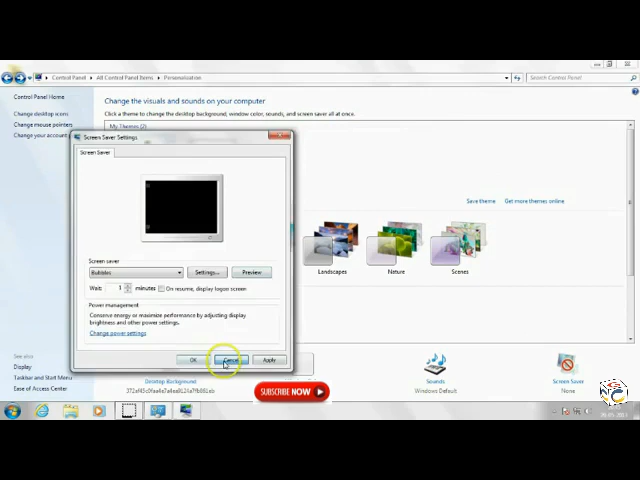 Control Panel ▸ All Control Panel Items ▸ Personalization
Search Control Panel
Control Panel Home
Change desktop icons
Change mouse pointers
Change your account
Change the visuals and sounds on your computer
Click a theme to change the desktop background, window color, sounds, and screen saver all at once.
My Themes (2)
Save theme
Get more themes online
Landscapes
Nature
Scenes
Screen Saver Settings
Screen Saver
Screen saver
Bubbles
Settings...
Preview
Wait: 1 minutes
On resume, display logon screen
Power management
Conserve energy or maximize performance by adjusting display
brightness and other power settings.
Change power settings
OK
Cancel
Apply
See also
Display
Taskbar and Start Menu
Ease of Access Center
Desktop Background
Sounds
Windows Default
Screen Saver
None
SUBSCRIBE NOW